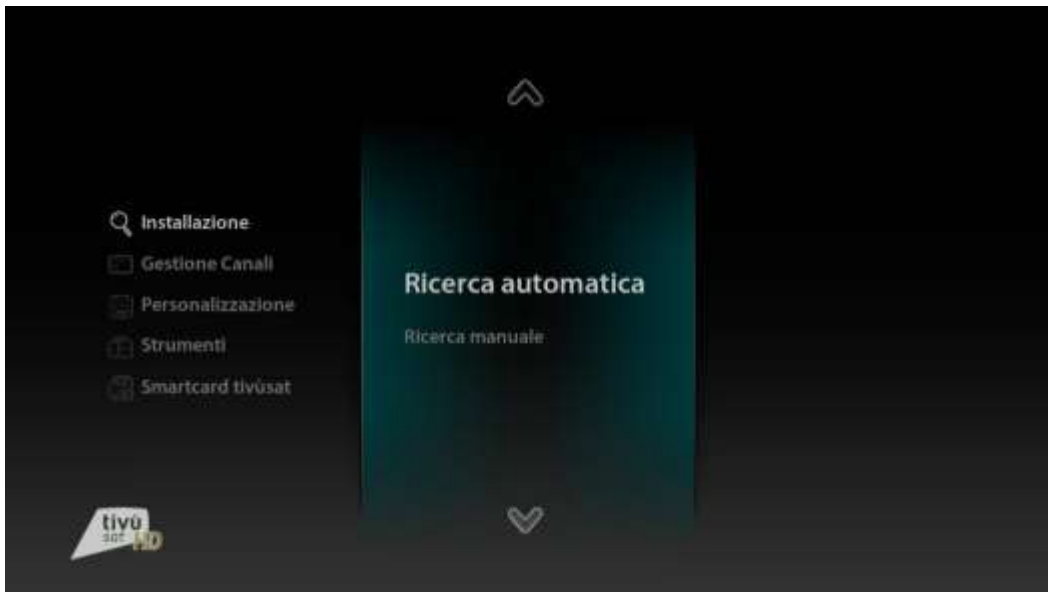 Installazione
Gestione Canali
Personalizzazione
Strumenti
Smartcard tivùsat
Ricerca automatica
Ricerca manuale
tivù
sat HD